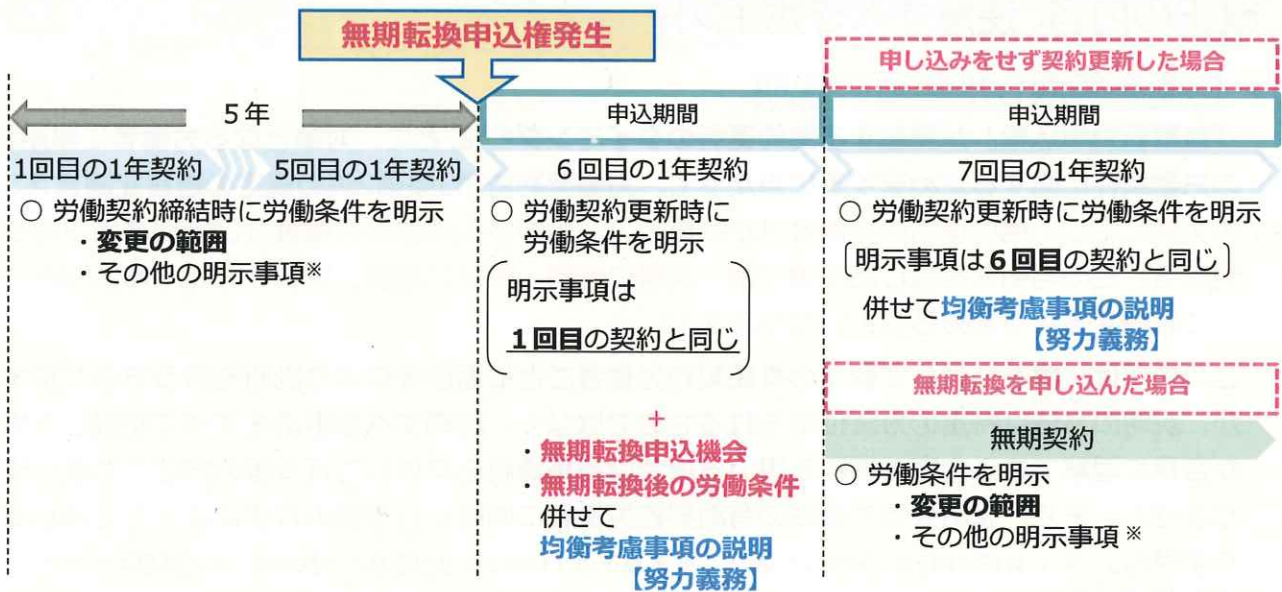 無期転換申込権発生
申し込みをせず契約更新した場合
5年
申込期間
申込期間
1回目の1年契約
5回目の1年契約
6回目の1年契約
7回目の1年契約
○ 労働契約締結時に労働条件を明示
・変更の範囲
・その他の明示事項※
○ 労働契約更新時に
労働条件を明示
明示事項は
1回目の契約と同じ
+
・無期転換申込機会
・無期転換後の労働条件
併せて
均衡考慮事項の説明
【努力義務】
○ 労働契約更新時に労働条件を明示
〔明示事項は6回目の契約と同じ〕
併せて均衡考慮事項の説明
【努力義務】
無期転換を申し込んだ場合
無期契約
○ 労働条件を明示
・変更の範囲
・その他の明示事項※